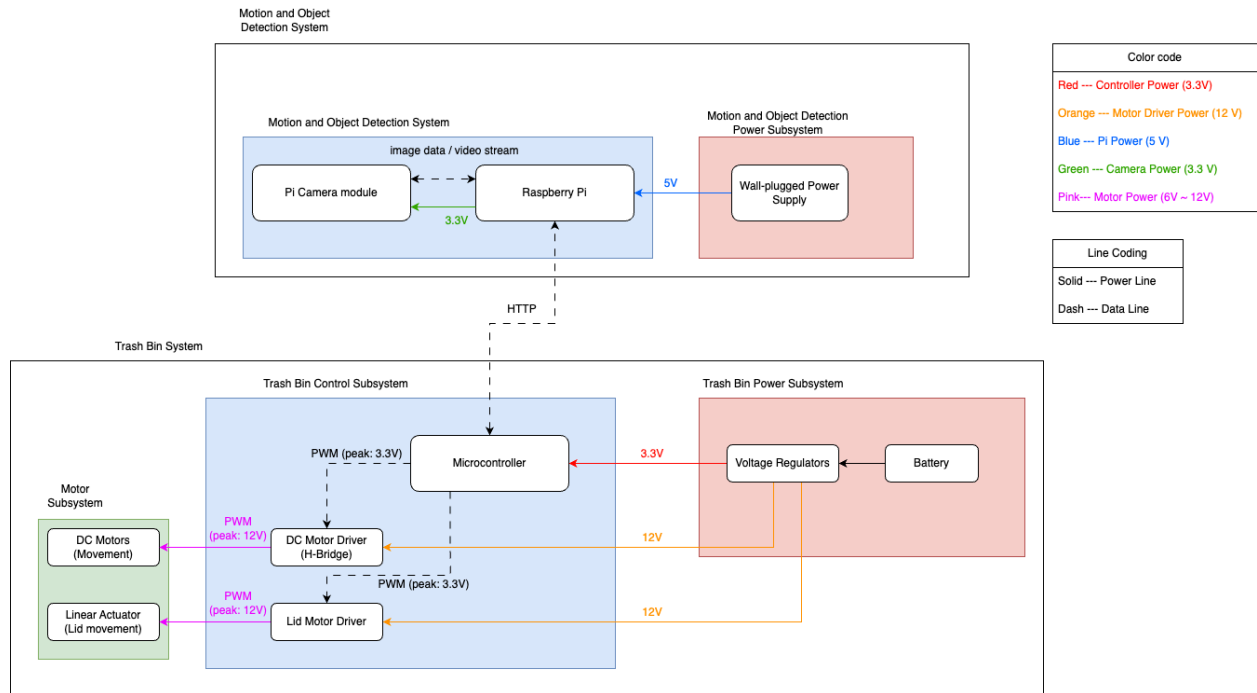 Motion and Object
Detection System
Motion and Object Detection System
image data / video stream
Pi Camera module
Raspberry Pi
3.3V
5V
Motion and Object Detection
Power Subsystem
Wall-plugged Power
Supply
Color code
Red --- Controller Power (3.3V)
Orange --- Motor Driver Power (12 V)
Blue --- Pi Power (5 V)
Green --- Camera Power (3.3 V)
Pink--- Motor Power (6V ~ 12V)
Line Coding
Solid --- Power Line
Dash --- Data Line
HTTP
Trash Bin System
Trash Bin Control Subsystem
Trash Bin Power Subsystem
PWM (peak: 3.3V)
Microcontroller
3.3V
Voltage Regulators
Battery
Motor
Subsystem
DC Motors
(Movement)
PWM
(peak: 12V)
DC Motor Driver
(H-Bridge)
12V
PWM (peak: 3.3V)
Linear Actuator
(Lid movement)
PWM
(peak: 12V)
Lid Motor Driver
12V